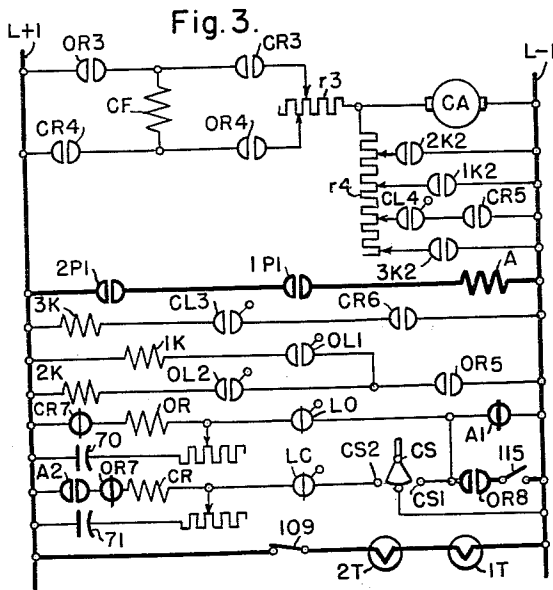 Fig. 3.
L+1 L-1
OR3 CR3
r3
CF CA
CR4 OR4
2K2
1K2
r4 CL4 CR5
3K2
2P1 1P1 A
3K CL3 CR6
1K OL1
2K OL2 OR5
CR7 OR LO A1
70
CS2 CS 115
A2 OR7 CR LC CS1
OR8
71
109
2T 1T